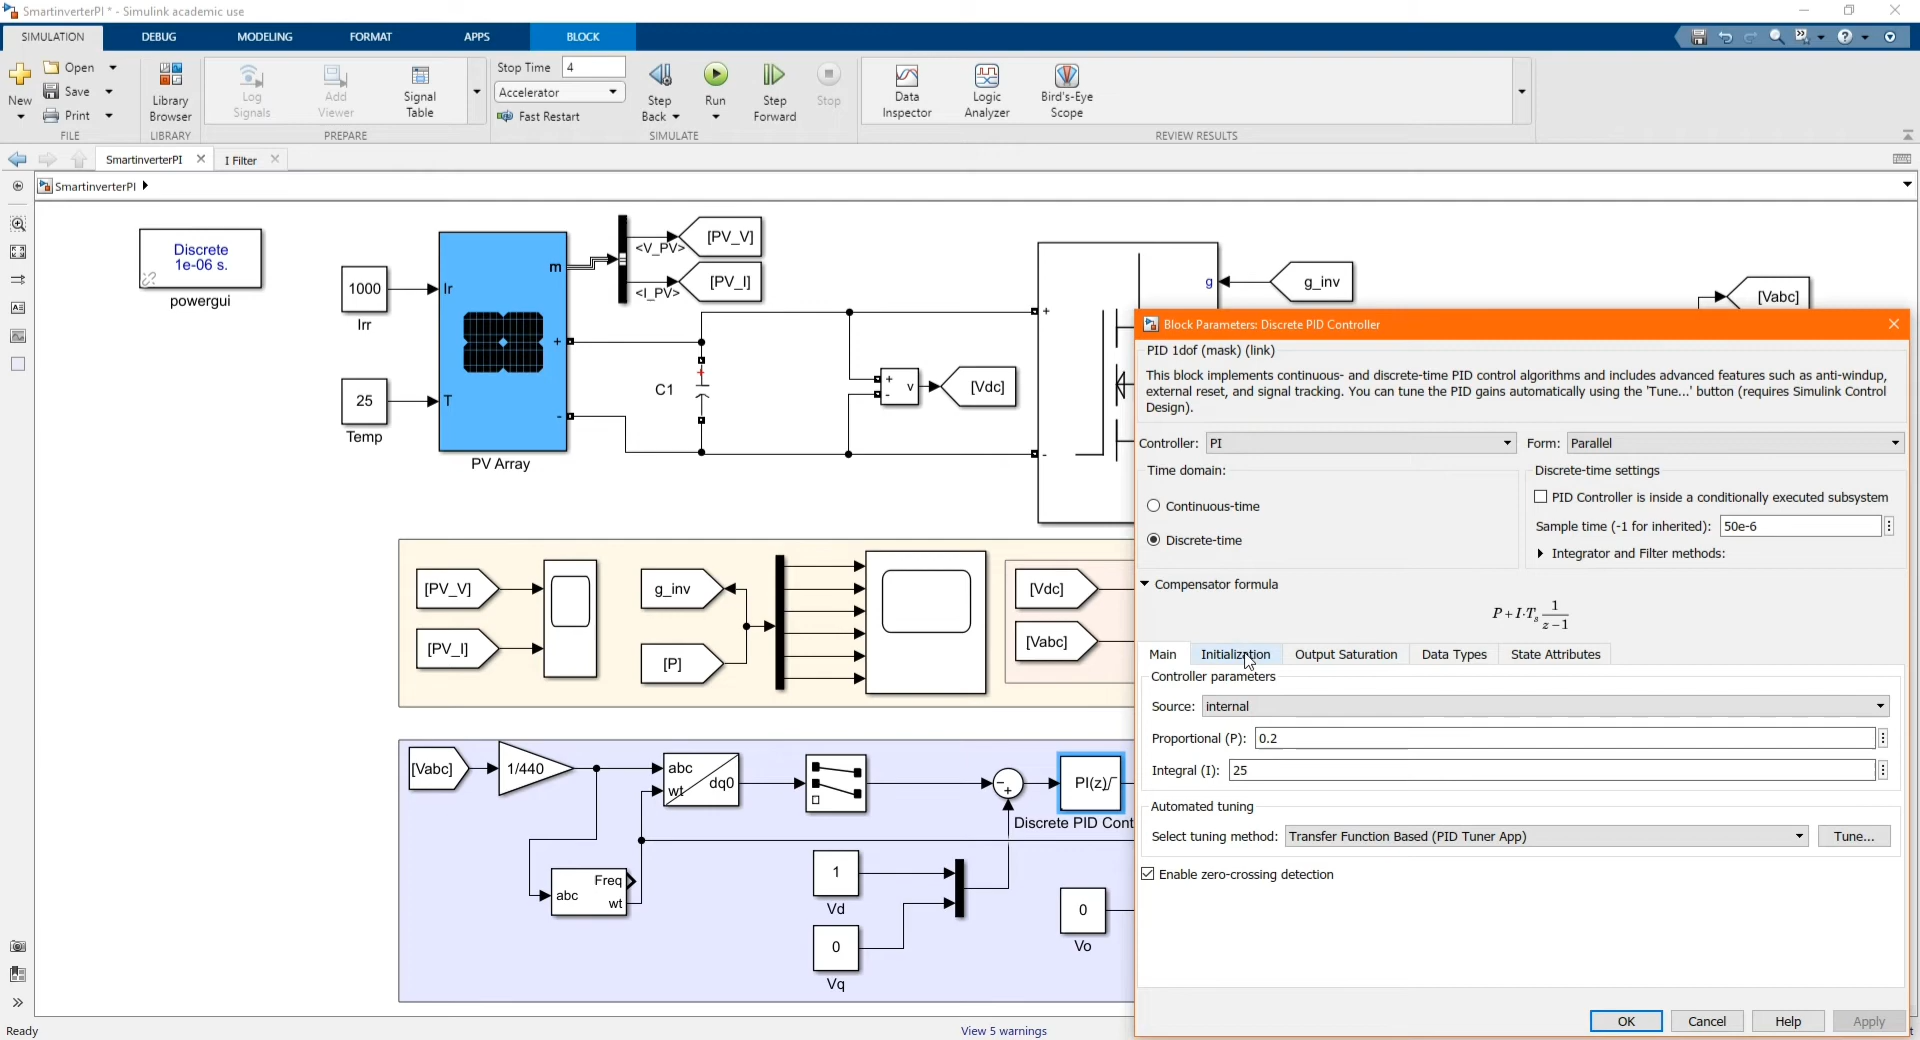 SmartinverterPI * - Simulink academic use
SIMULATION DEBUG MODELING FORMAT APPS BLOCK
New
Open
Save
Print
FILE
Library Browser
LIBRARY
Log Signals
Add Viewer
Signal Table
PREPARE
Stop Time 4
Accelerator
Fast Restart
Step Back
Run
Step Forward
Stop
SIMULATE
Data Inspector
Logic Analyzer
Bird's-Eye Scope
REVIEW RESULTS
SmartinverterPI
I Filter
SmartinverterPI
Discrete
1e-06 s.
powergui
1000
Irr
25
Temp
Ir
T
m
+
-
PV Array
<V_PV>
[PV_V]
<I_PV>
[PV_I]
C1
+
+
-
v
[Vdc]
+
-
g
g_inv
[Vabc]
[PV_V]
[PV_I]
g_inv
[P]
[Vdc]
[Vabc]
[Vabc]
1/440
abc
wt
dq0
abc
Freq
wt
1
Vd
0
Vq
−
+
PI(z)
Discrete PID Cont
0
Vo
Block Parameters: Discrete PID Controller
PID 1dof (mask) (link)
This block implements continuous- and discrete-time PID control algorithms and includes advanced features such as anti-windup,
external reset, and signal tracking. You can tune the PID gains automatically using the 'Tune...' button (requires Simulink Control
Design).
Controller: PI Form: Parallel
Time domain:
Continuous-time
Discrete-time
Discrete-time settings
PID Controller is inside a conditionally executed subsystem
Sample time (-1 for inherited): 50e-6
Integrator and Filter methods:
Compensator formula
P + I·Ts 1/(z − 1)
Main Initialization Output Saturation Data Types State Attributes
Controller parameters
Source: internal
Proportional (P): 0.2
Integral (I): 25
Automated tuning
Select tuning method: Transfer Function Based (PID Tuner App) Tune...
Enable zero-crossing detection
OK Cancel Help Apply
Ready
View 5 warnings